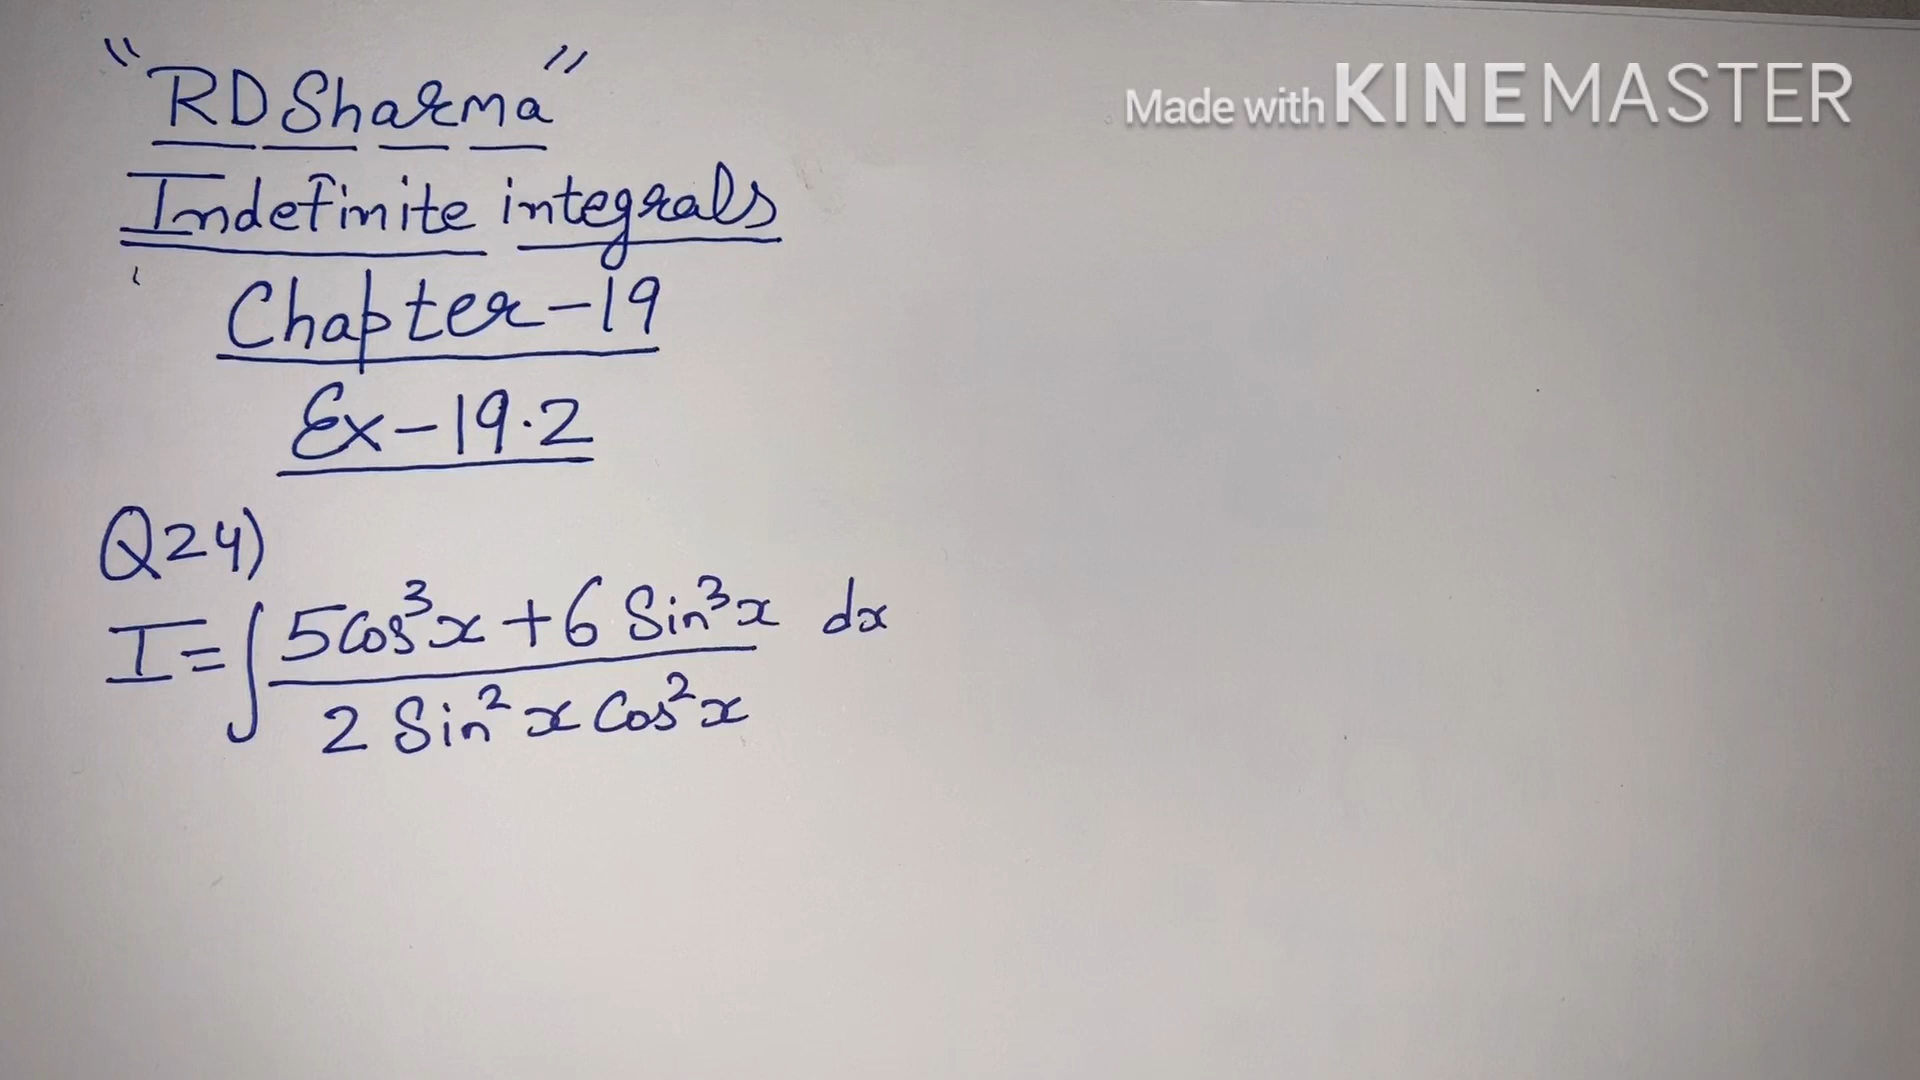 "RD Sharma"
Made with KINEMASTER
Indefinite integrals
Chapter-19
Ex-19.2
Q24)
I = ∫ 5Cos³x + 6 Sin³x dx
2 Sin²x Cos²x